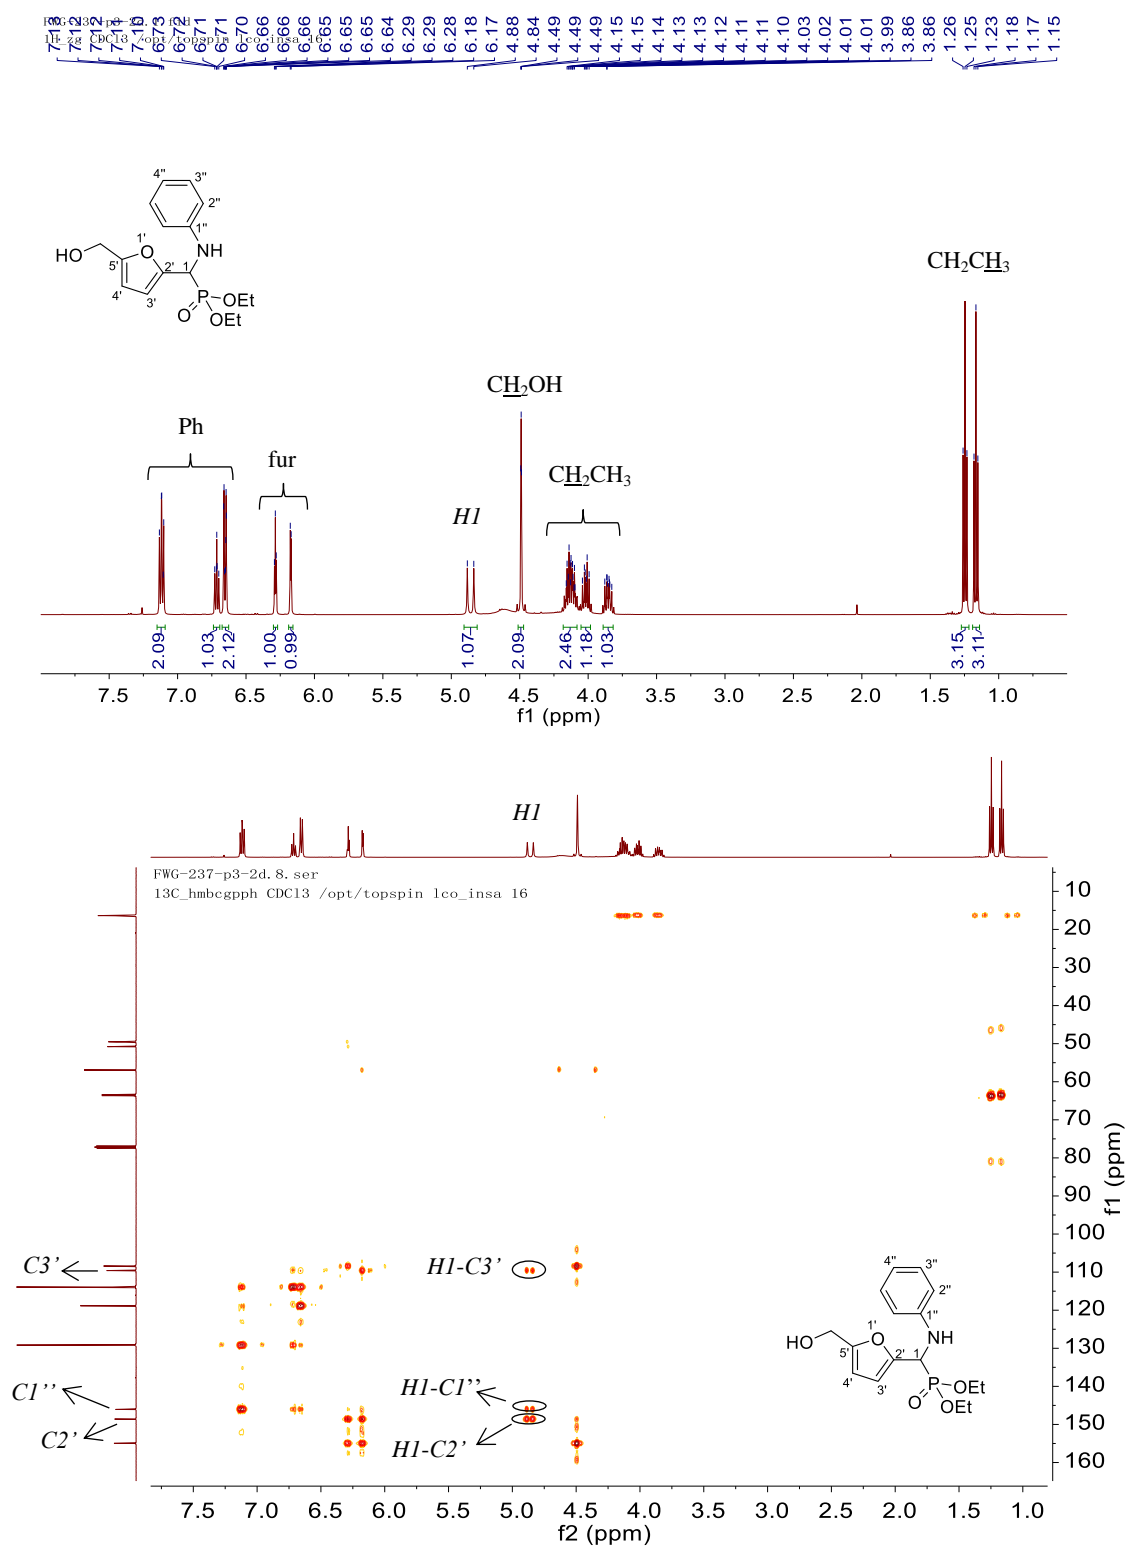 7.13 7.12 7.12 7.11 7.10 6.73 6.72 6.71 6.71 6.70 6.66 6.66 6.66 6.65 6.65 6.65 6.64 6.29 6.29 6.28 6.18 6.17 4.88 4.84 4.49 4.49 4.49 4.15 4.15 4.14 4.13 4.13 4.12 4.11 4.11 4.10 4.03 4.02 4.01 4.01 3.99 3.86 3.86 1.26 1.25 1.23 1.18 1.17 1.15
1H_zg CDCl3 /opt/topspin lco_insa 16
4" 3" 2" 1"
HO 5' O 1' 2' 1 NH
4' 3' P OEt
O OEt
CH2CH3
CH2OH
Ph
fur
CH2CH3
H1
2.09 1.03 2.12 1.00 0.99 1.07 2.09 2.46 1.18 1.03 3.15 3.11
7.5 7.0 6.5 6.0 5.5 5.0 4.5 4.0 3.5 3.0 2.5 2.0 1.5 1.0
f1 (ppm)
H1
FWG-237-p3-2d.8.ser
13C_hmbcgpph CDCl3 /opt/topspin lco_insa 16
10
20
30
40
50
60
70
80
90
100
110
120
130
140
150
160
f1 (ppm)
C3'
H1-C3'
4" 3" 2" 1"
HO 5' O 1' 2' 1 NH
4' 3' P OEt
O OEt
C1''
H1-C1''
C2'
H1-C2'
7.5 7.0 6.5 6.0 5.5 5.0 4.5 4.0 3.5 3.0 2.5 2.0 1.5 1.0
f2 (ppm)